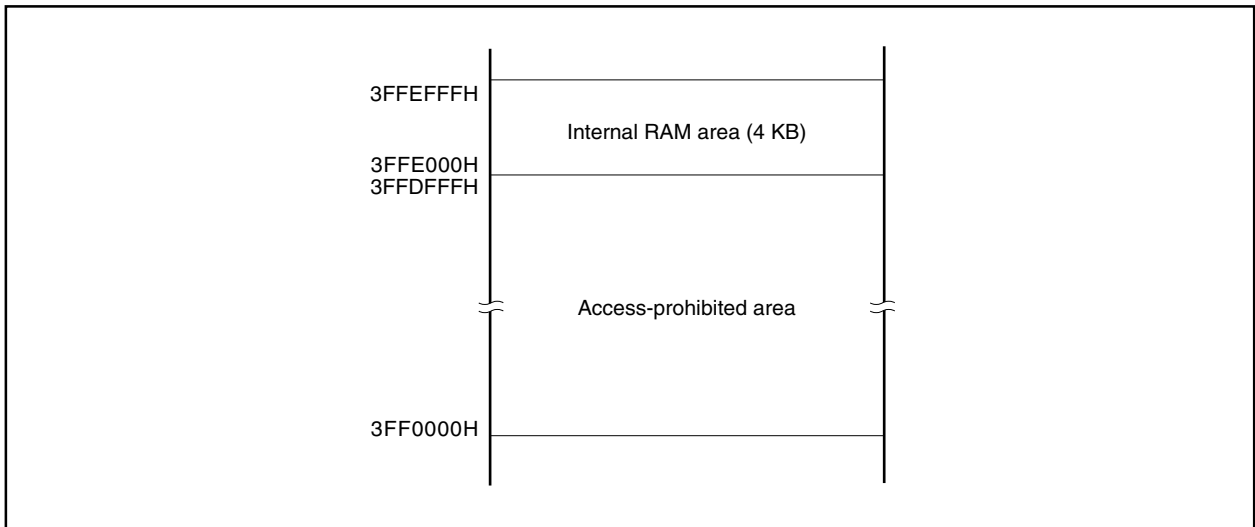 3FFEFFFH
Internal RAM area (4 KB)
3FFE000H
3FFDFFFH
Access-prohibited area
3FF0000H